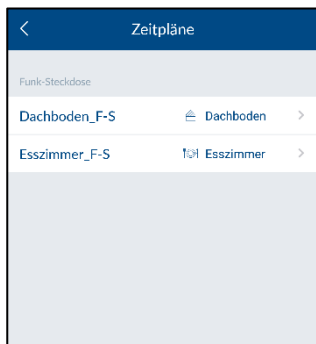 Zeitpläne
Funk-Steckdose
Dachboden_F-S Dachboden
Esszimmer_F-S Esszimmer